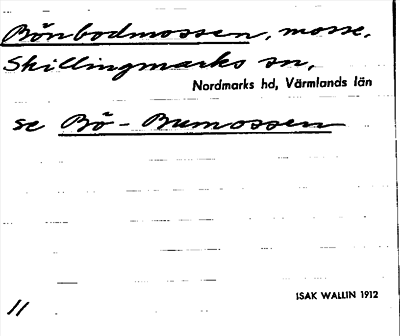 Bönbodmossen, mosse,
Skillingmarks sn,
Nordmarks hd, Värmlands län
se Bö-Bumossen
ISAK WALLIN 1912
11